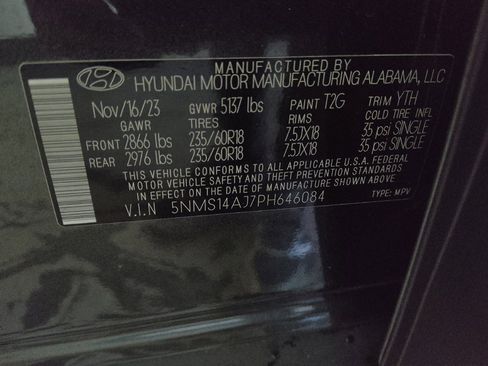 MANUFACTURED BY
HYUNDAI MOTOR MANUFACTURING ALABAMA, LLC
Nov/16/23 GVWR 5137 lbs PAINT T2G TRIM YTH
GAWR TIRES RIMS COLD TIRE INFL
FRONT 2866 lbs 235/60R18 7.5JX18 35 psi SINGLE
REAR 2976 lbs 235/60R18 7.5JX18 35 psi SINGLE
THIS VEHICLE CONFORMS TO ALL APPLICABLE U.S.A. FEDERAL
MOTOR VEHICLE SAFETY AND THEFT PREVENTION STANDARDS
IN EFFECT ON THE DATE OF MANUFACTURE SHOWN ABOVE.
V.I.N 5NMS14AJ7PH646084 TYPE: MPV